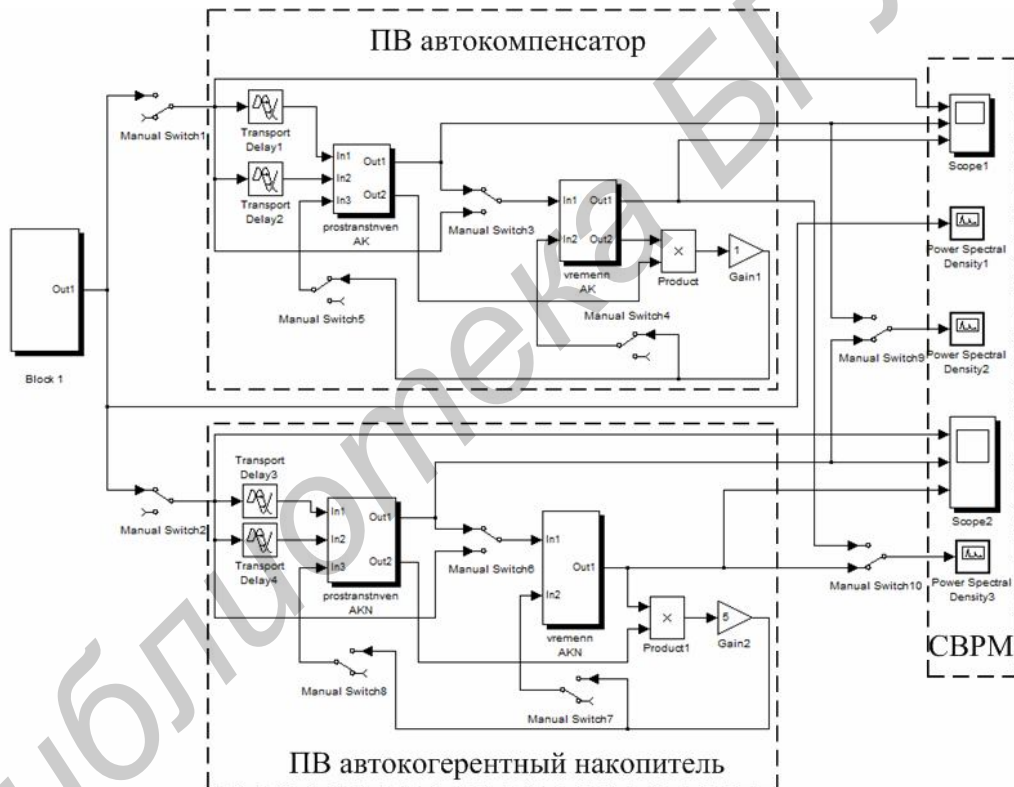 ПВ автокомпенсатор
Manual Switch1
Transport
Delay1
Transport
Delay2
In1
In2
In3
Out1
Out2
prostranstnven
AK
Manual Switch3
In1
In2
Out1
Out2
vremenn
AK
Product
1
Gain1
Manual Switch5
Manual Switch4
Scope1
Power Spectral
Density1
Manual Switch9
Power Spectral
Density2
Out1
Block 1
Transport
Delay3
Transport
Delay4
Manual Switch2
In1
In2
In3
Out1
Out2
prostranstnven
AKN
Manual Switch6
In1
In2
Out1
vremenn
AKN
Product1
5
Gain2
Manual Switch8
Manual Switch7
Scope2
Manual Switch10
Power Spectral
Density3
СВРМ
ПВ автокогерентный накопитель